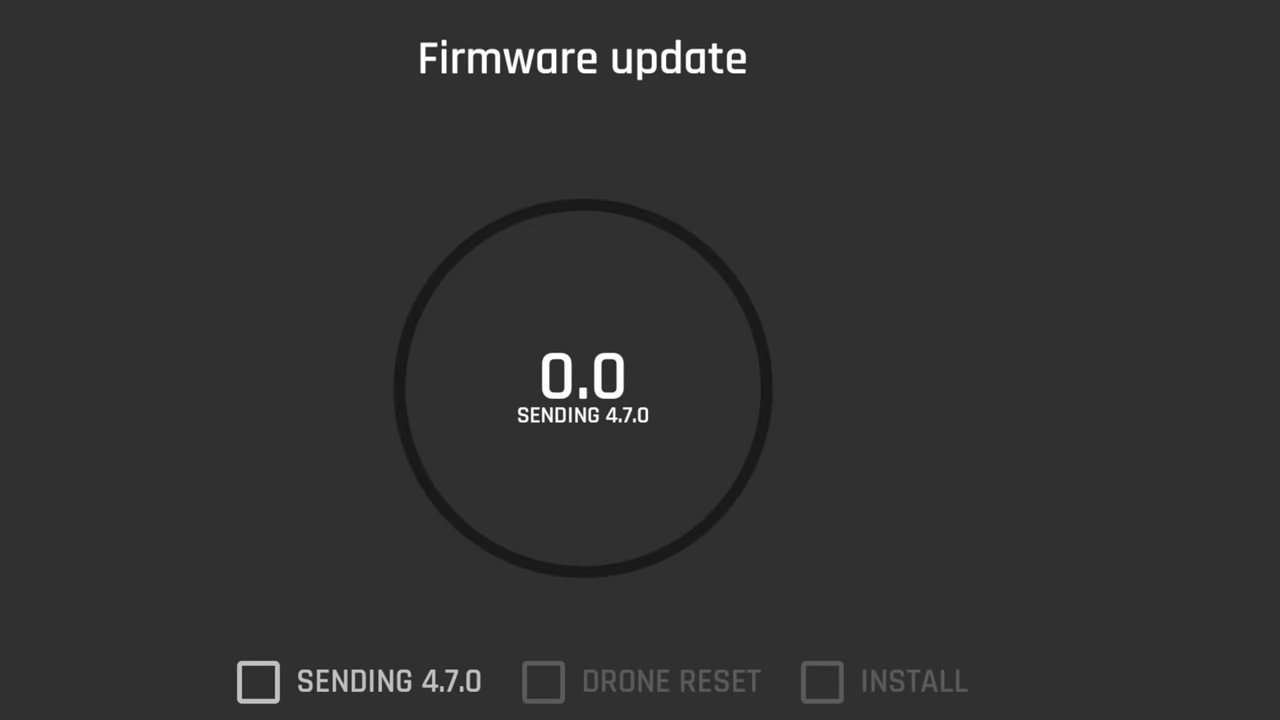 Firmware update
0.0
SENDING 4.7.0
SENDING 4.7.0 DRONE RESET INSTALL